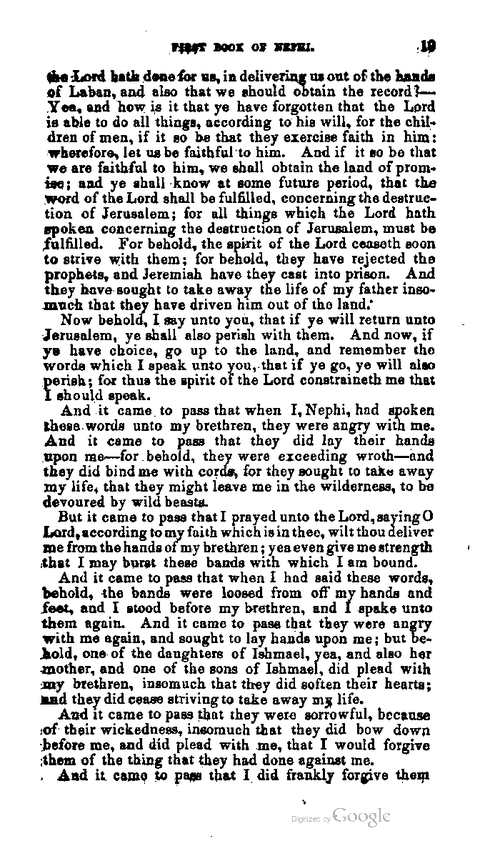 FIRST BOOK OF NEPHI. 19
the Lord hath done for us, in delivering us out of the hands
of Laban, and also that we should obtain the record?—
Yea, and how is it that ye have forgotten that the Lord
is able to do all things, according to his will, for the chil-
dren of men, if it so be that they exercise faith in him:
wherefore, let us be faithful to him. And if it so be that
we are faithful to him, we shall obtain the land of prom-
ise; and ye shall know at some future period, that the
word of the Lord shall be fulfilled, concerning the destruc-
tion of Jerusalem; for all things which the Lord hath
spoken concerning the destruction of Jerusalem, must be
fulfilled. For behold, the spirit of the Lord ceaseth soon
to strive with them; for behold, they have rejected the
prophets, and Jeremiah have they cast into prison. And
they have sought to take away the life of my father inso-
much that they have driven him out of the land.
Now behold, I say unto you, that if ye will return unto
Jerusalem, ye shall also perish with them. And now, if
ye have choice, go up to the land, and remember the
words which I speak unto you, that if ye go, ye will also
perish; for thus the spirit of the Lord constraineth me that
I should speak.
And it came to pass that when I, Nephi, had spoken
these words unto my brethren, they were angry with me.
And it came to pass that they did lay their hands
upon me—for behold, they were exceeding wroth—and
they did bind me with cords, for they sought to take away
my life, that they might leave me in the wilderness, to be
devoured by wild beasts.
But it came to pass that I prayed unto the Lord, saying O
Lord, according to my faith which is in thee, wilt thou deliver
me from the hands of my brethren; yea even give me strength
that I may burst these bands with which I am bound.
And it came to pass that when I had said these words,
behold, the bands were loosed from off my hands and
feet, and I stood before my brethren, and I spake unto
them again. And it came to pass that they were angry
with me again, and sought to lay hands upon me; but be-
hold, one of the daughters of Ishmael, yea, and also her
mother, and one of the sons of Ishmael, did plead with
my brethren, insomuch that they did soften their hearts;
and they did cease striving to take away my life.
And it came to pass that they were sorrowful, because
of their wickedness, insomuch that they did bow down
before me, and did plead with me, that I would forgive
them of the thing that they had done against me.
And it came to pass that I did frankly forgive them
Digitized by Google